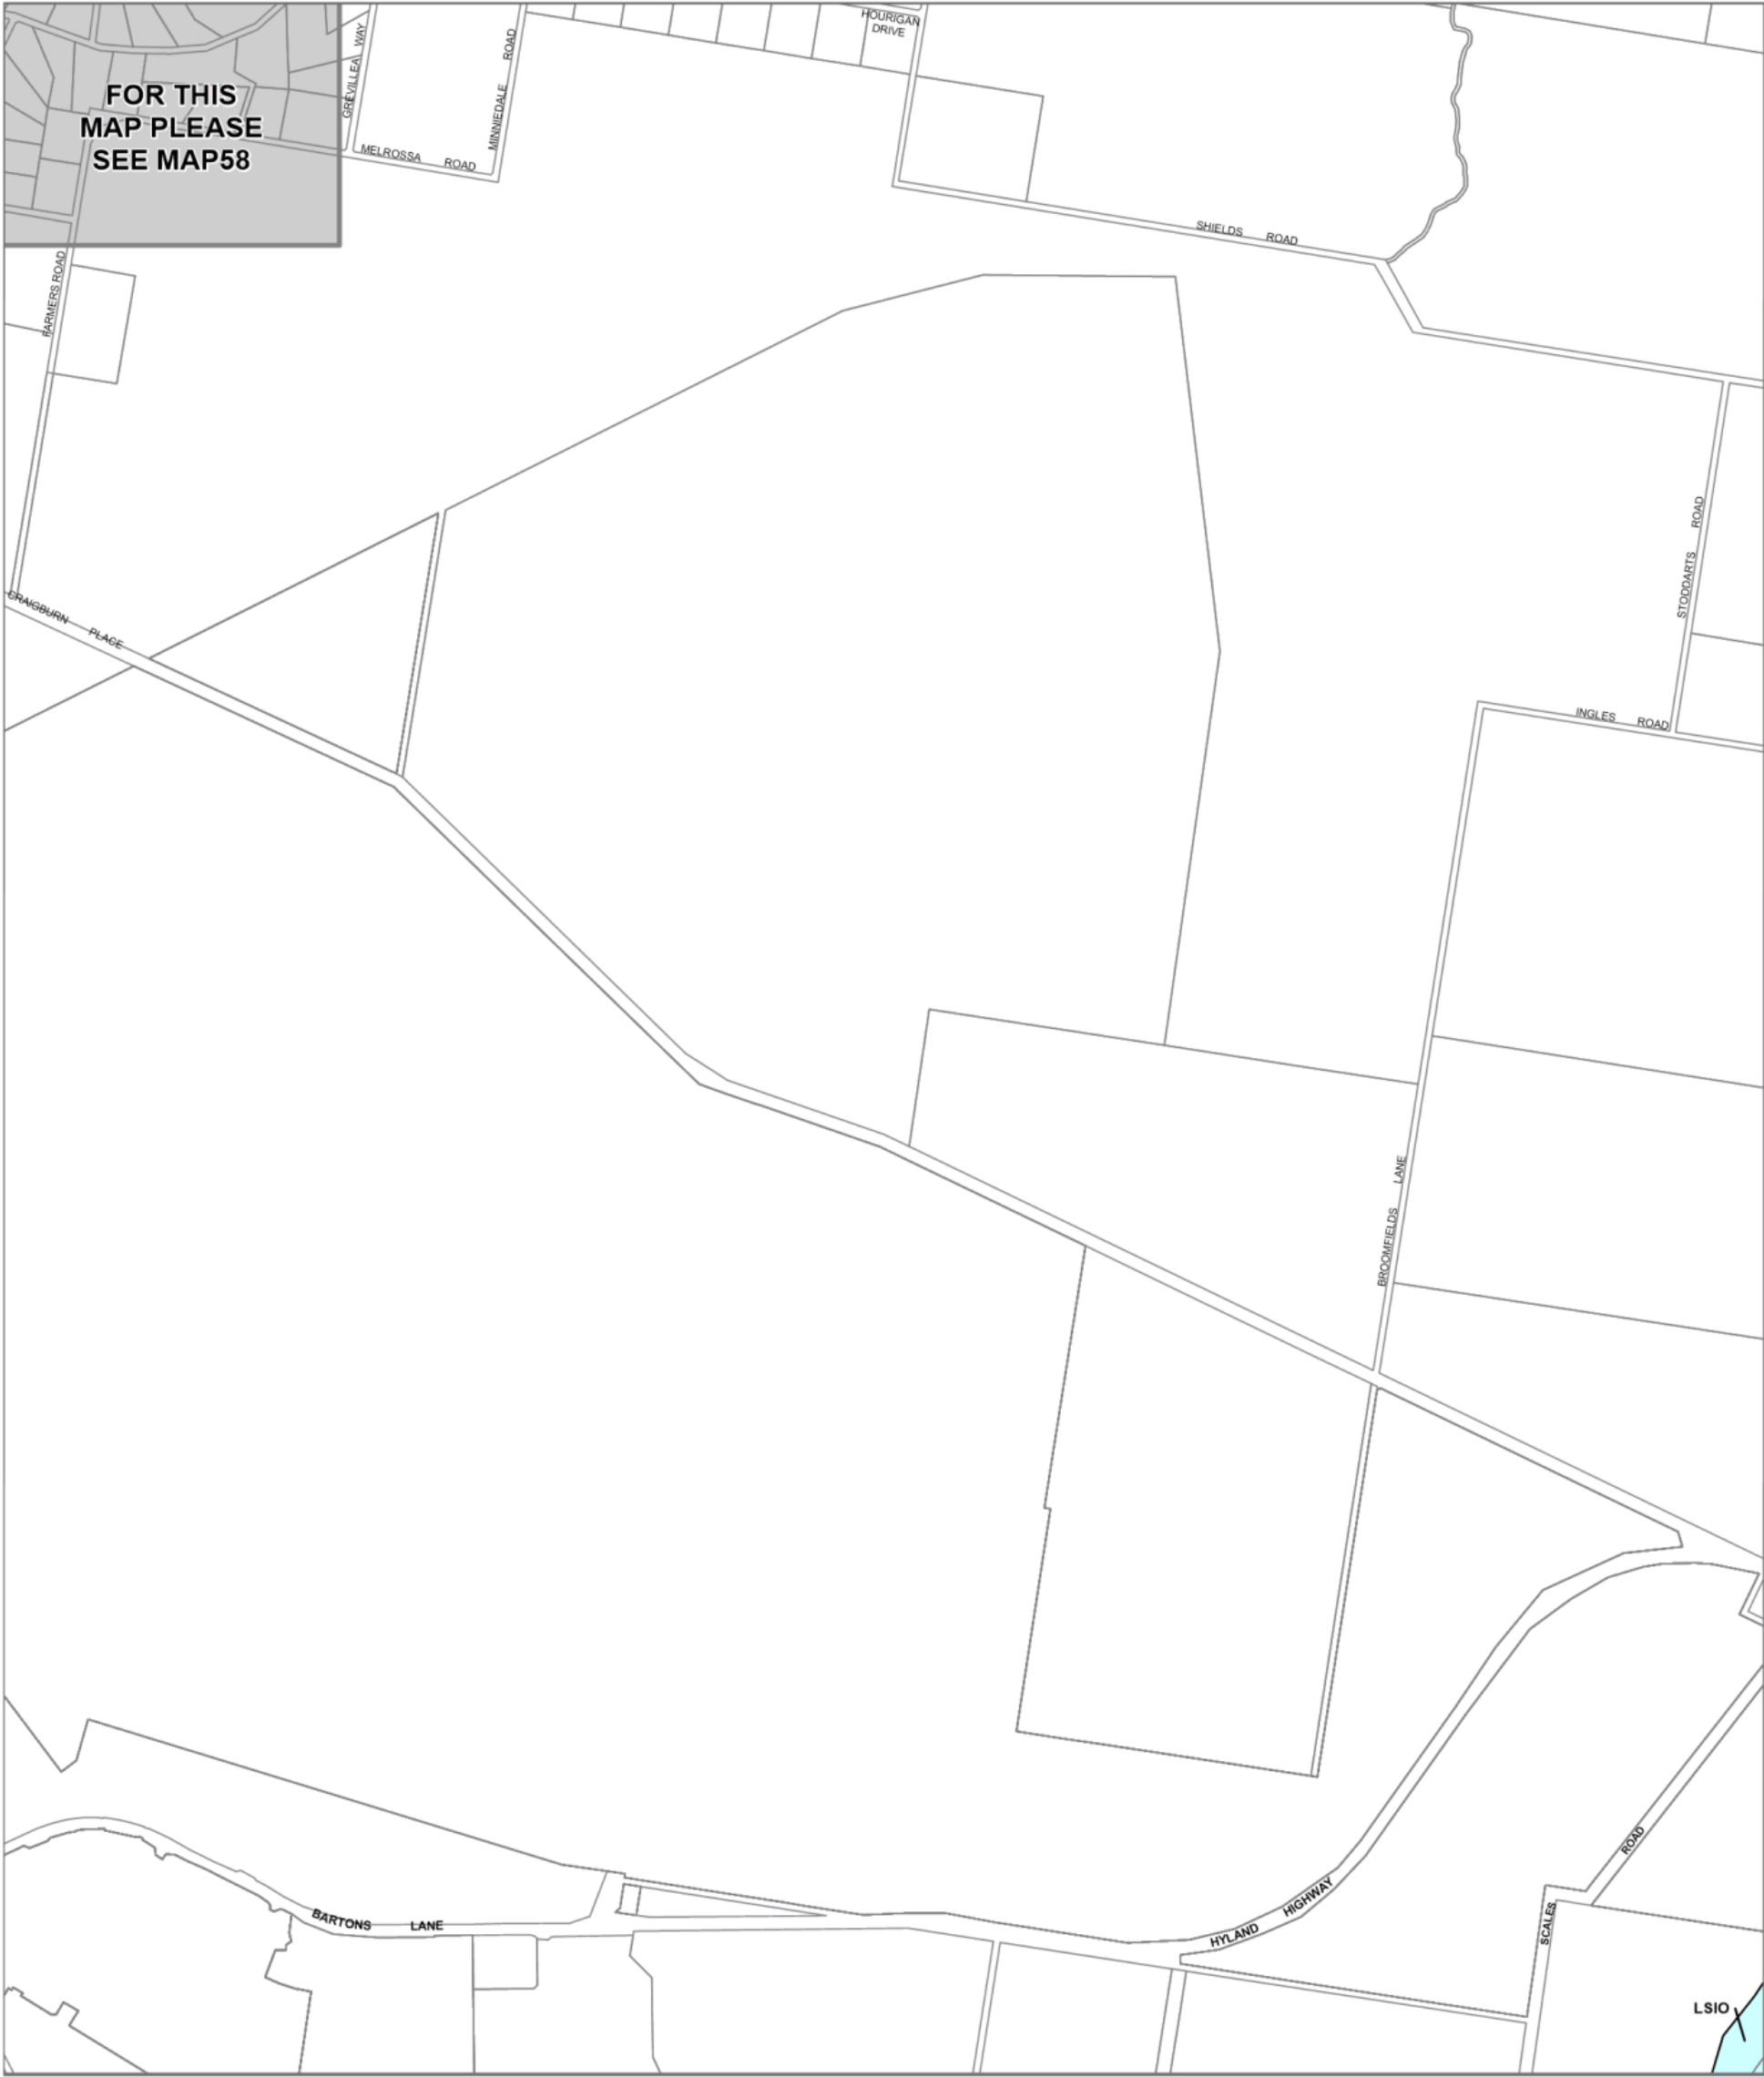 HOURIGAN
DRIVE
GREVILLEA WAY
MINNIEDALE ROAD
FOR THIS
MAP PLEASE
SEE MAP58
MELROSSA ROAD
SHIELDS ROAD
FARMERS ROAD
STODDARTS ROAD
CRAIGBURN PLACE
INGLES ROAD
BROOMFIELDS LANE
ROAD
SCALES
BARTONS LANE
HYLAND HIGHWAY
LSIO